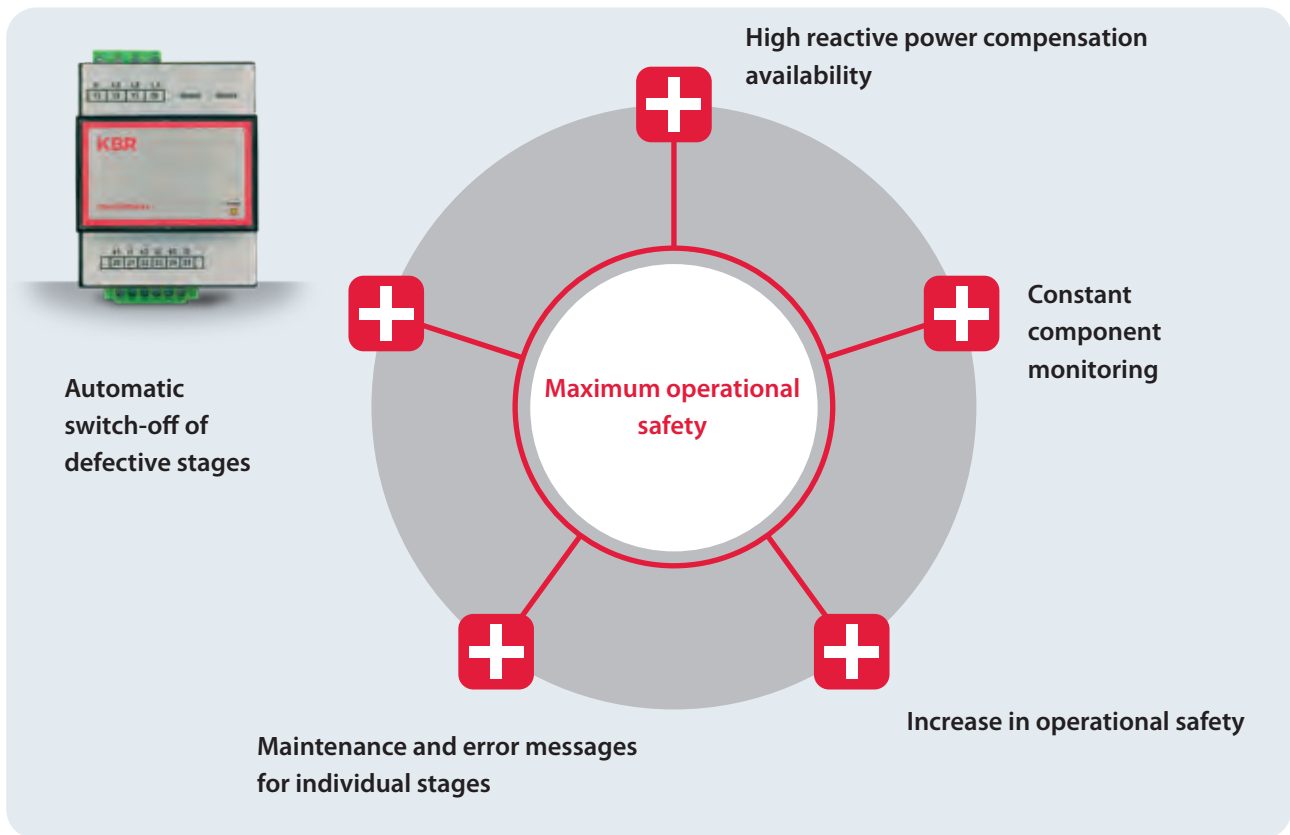 High reactive power compensation
availability
KBR
Constant
component
monitoring
Automatic
switch-off of
defective stages
Maximum operational
safety
Increase in operational safety
Maintenance and error messages
for individual stages